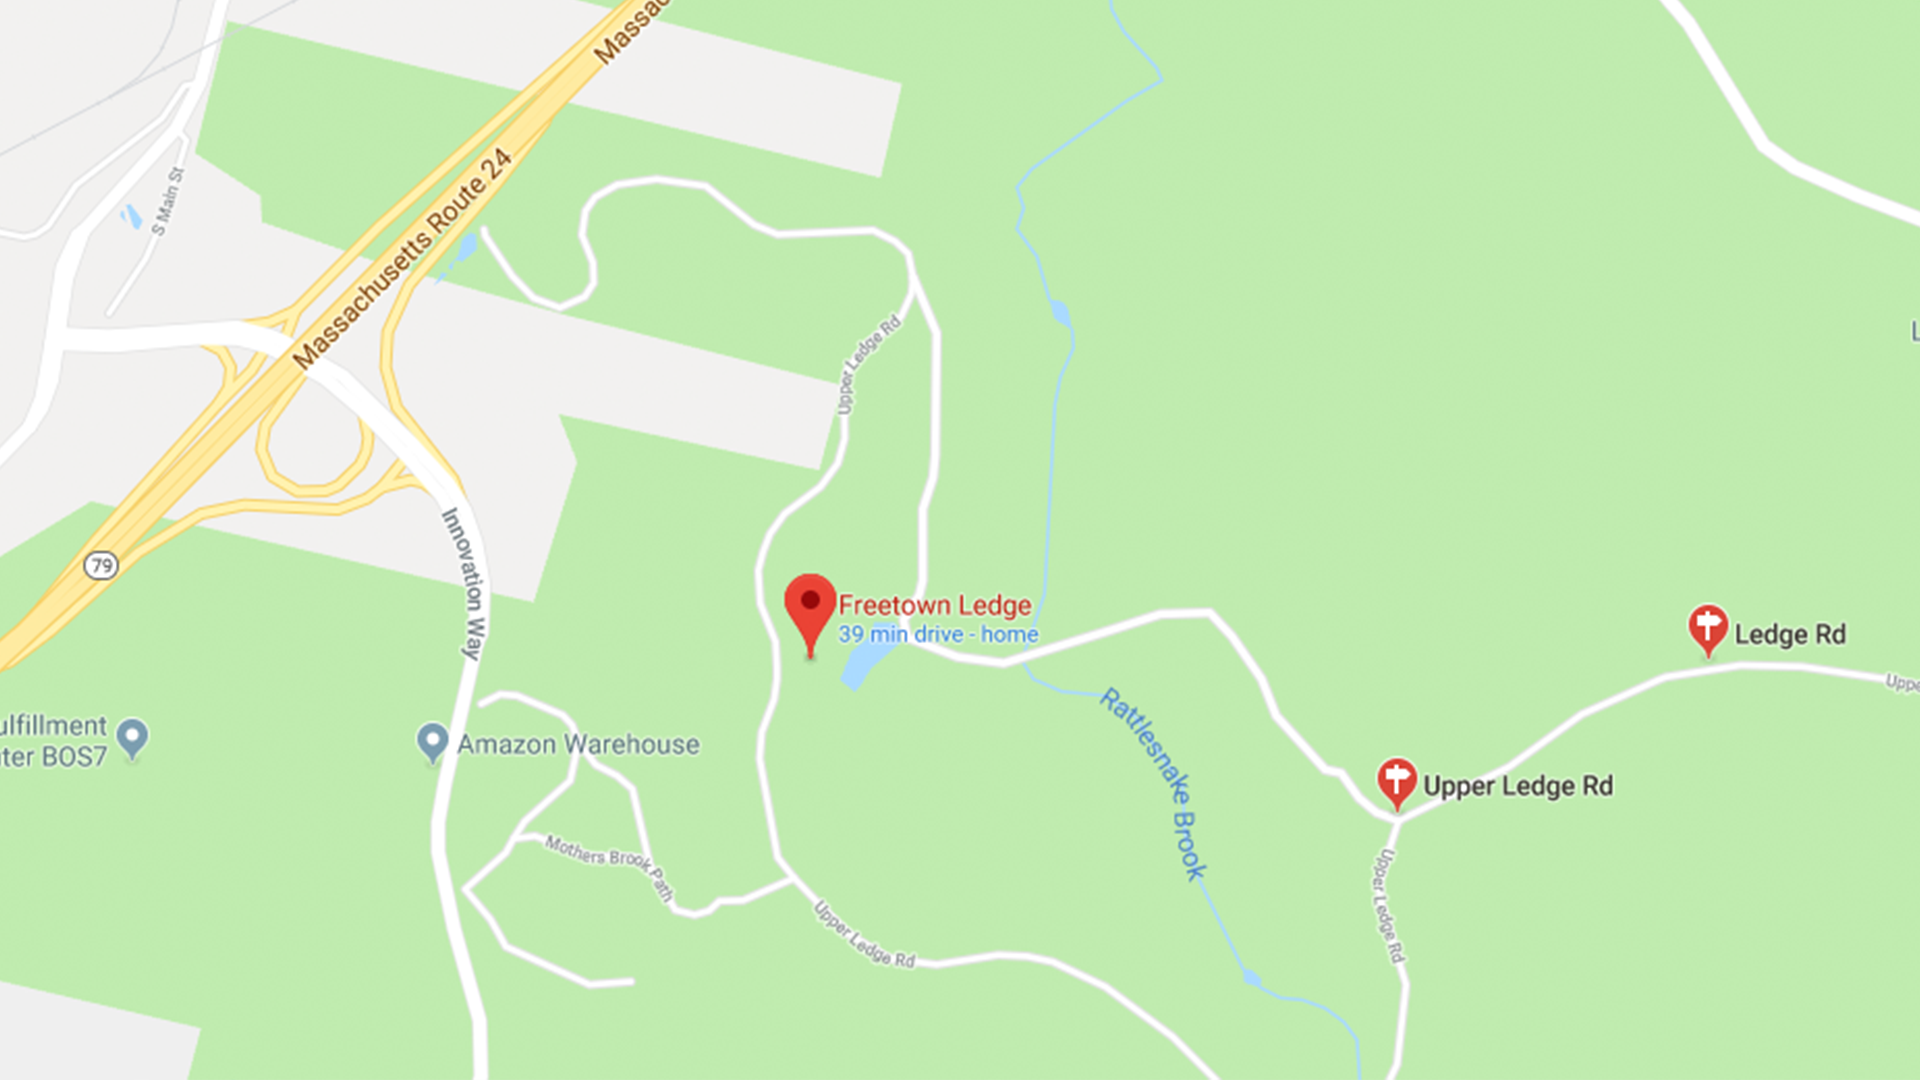 Massac
Massachusetts Route 24
S Main St
Upper Ledge Rd
L
79
Innovation Way
Freetown Ledge
39 min drive - home
Ledge Rd
Uppe
Rattlesnake Brook
ulfillment
ter BOS7
Amazon Warehouse
Upper Ledge Rd
Mothers Brook Path
Upper Ledge Rd
Upper Ledge Rd